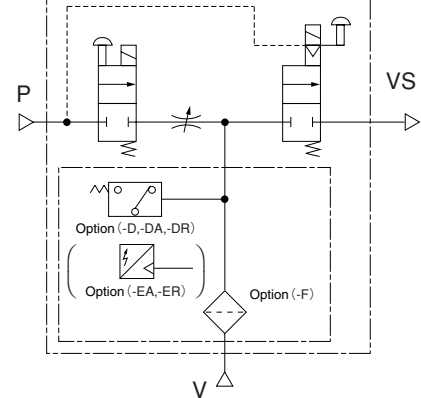 P
VS
Option (-D,-DA,-DR)
Option (-EA,-ER)
Option (-F)
V